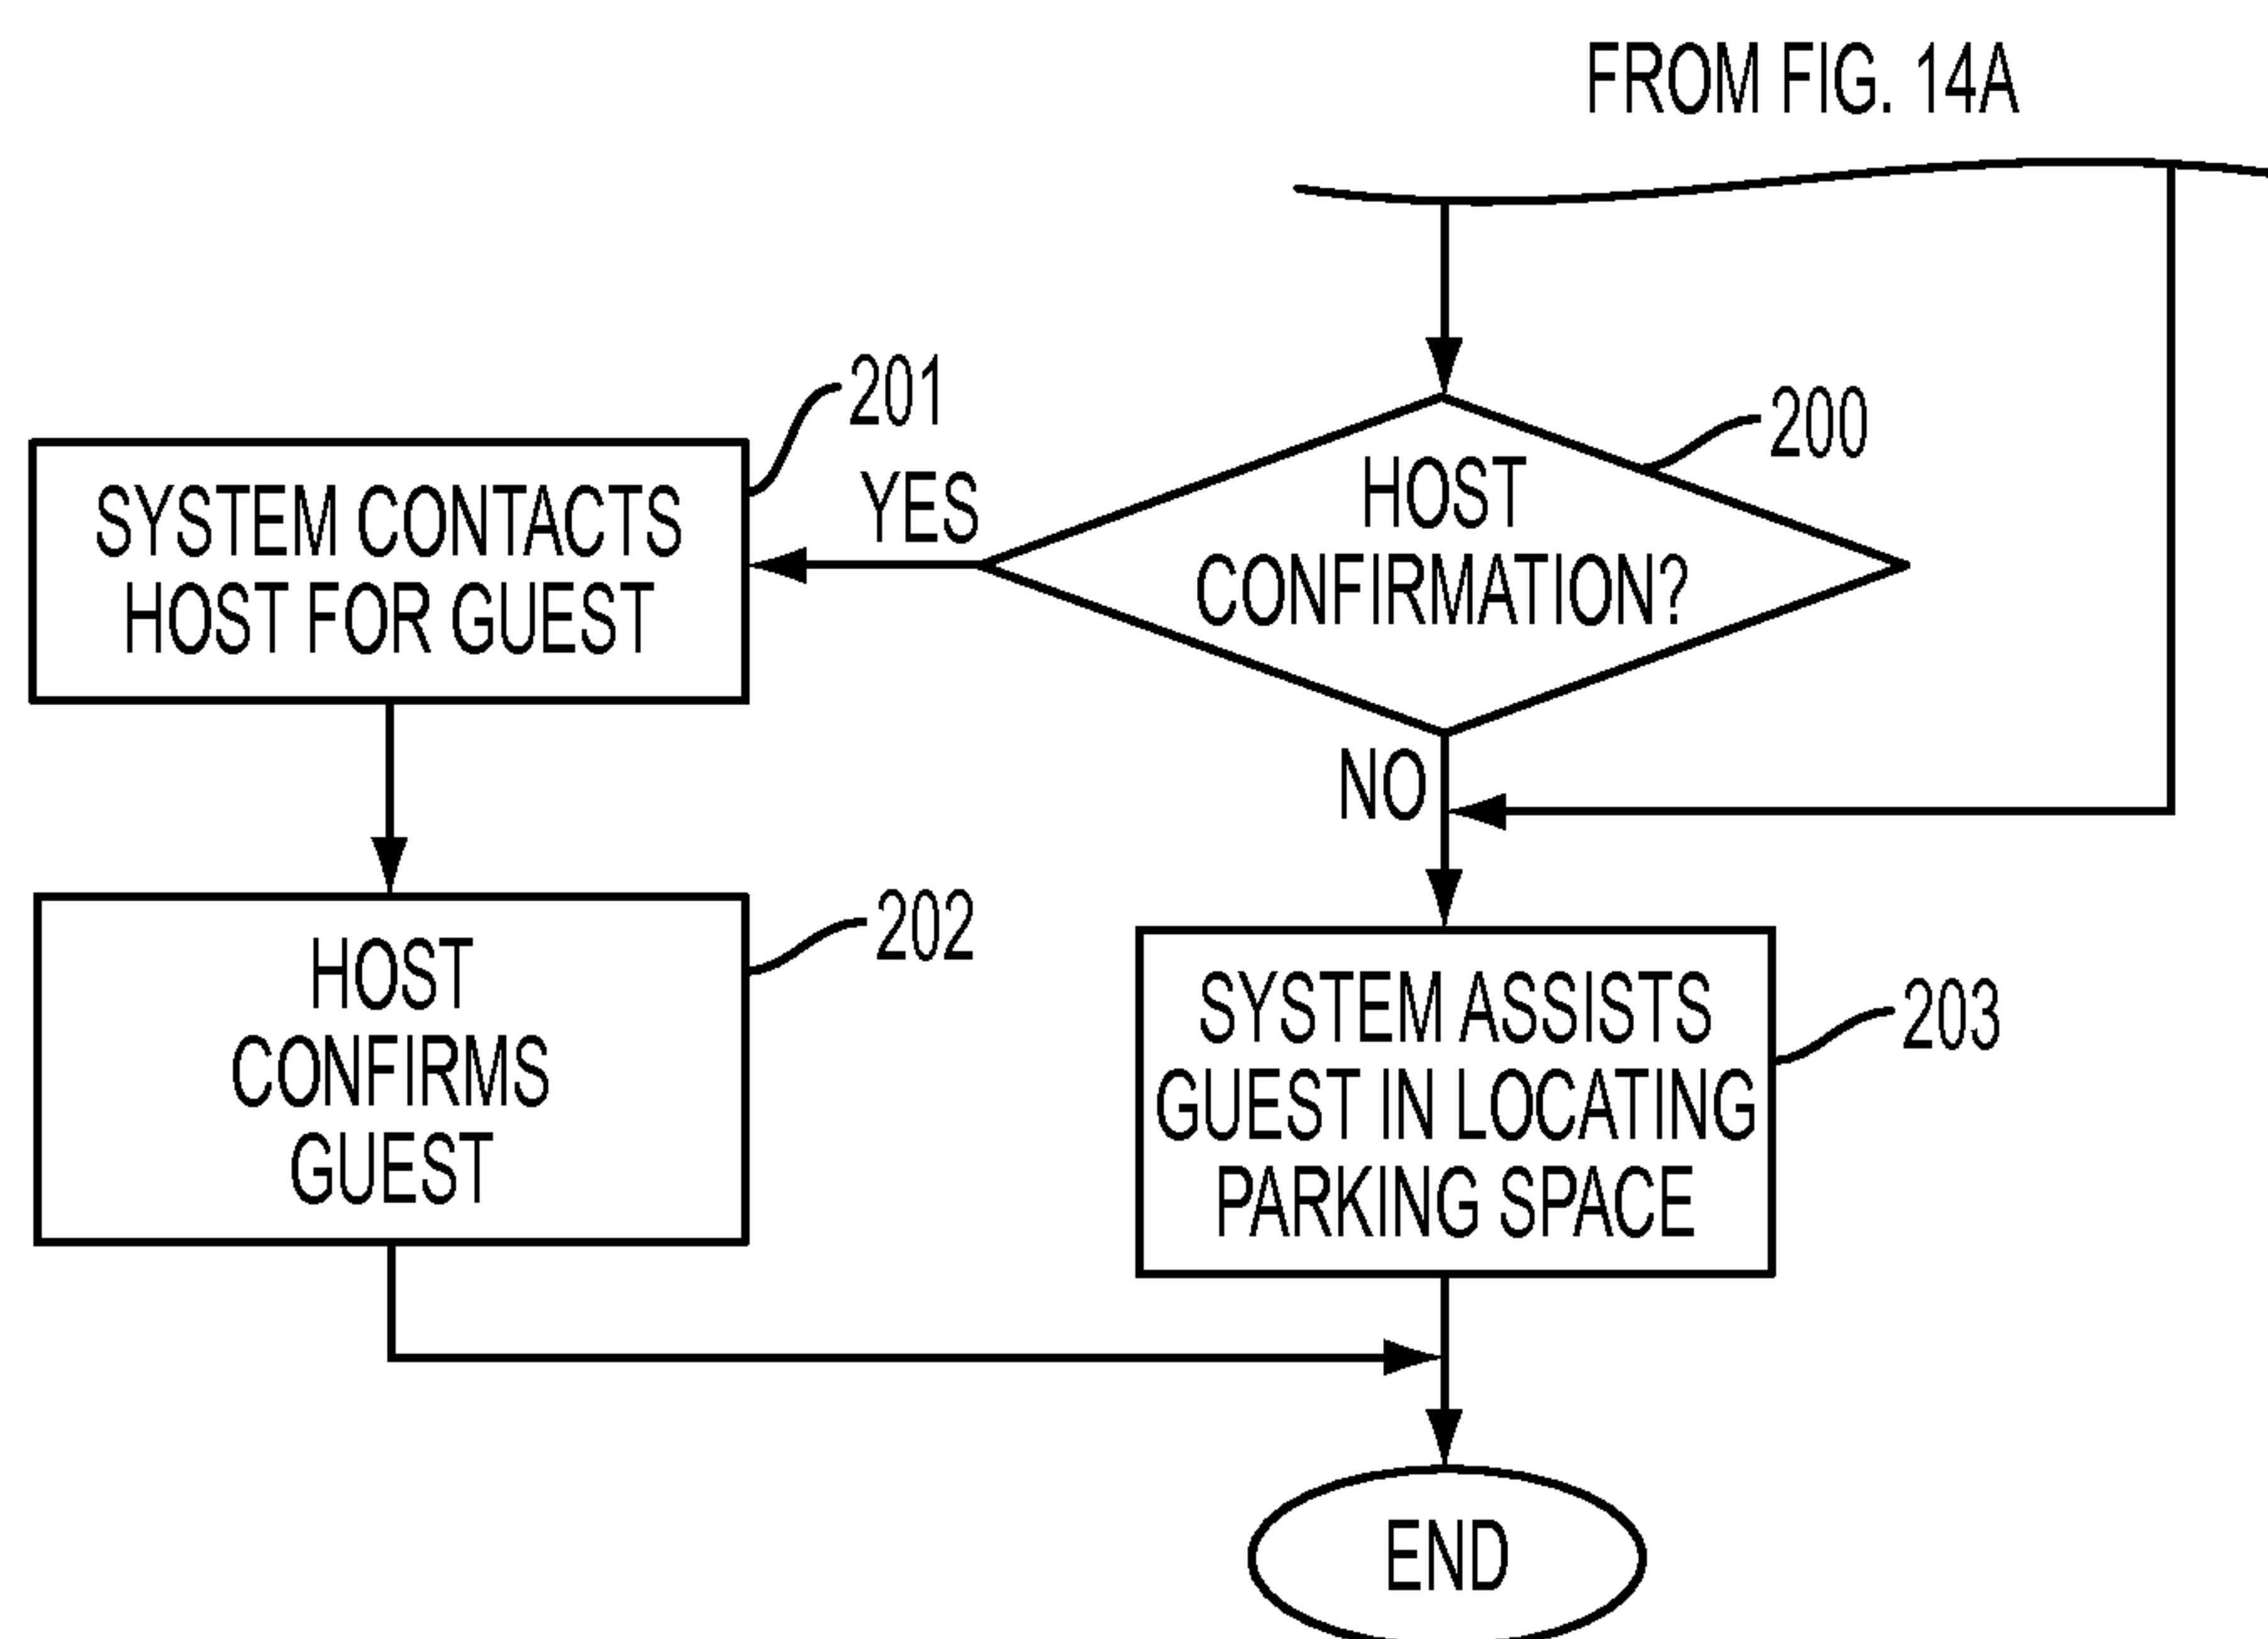 FROM FIG. 14A
201
200
YES
HOST
CONFIRMATION?
SYSTEM CONTACTS
HOST FOR GUEST
NO
202
HOST
CONFIRMS
GUEST
203
SYSTEM ASSISTS
GUEST IN LOCATING
PARKING SPACE
END